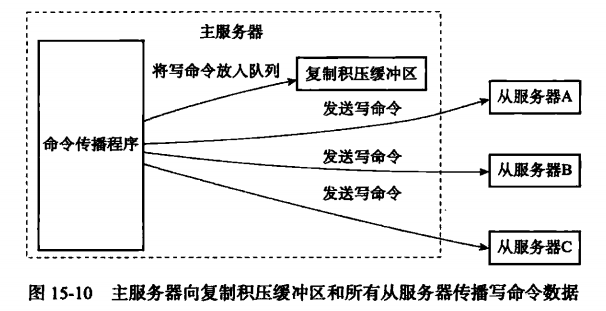 主服务器
将写命令放入队列
复制积压缓冲区
命令传播程序
发送写命令
从服务器A
发送写命令
从服务器B
发送写命令
从服务器C
图 15-10 主服务器向复制积压缓冲区和所有从服务器传播写命令数据